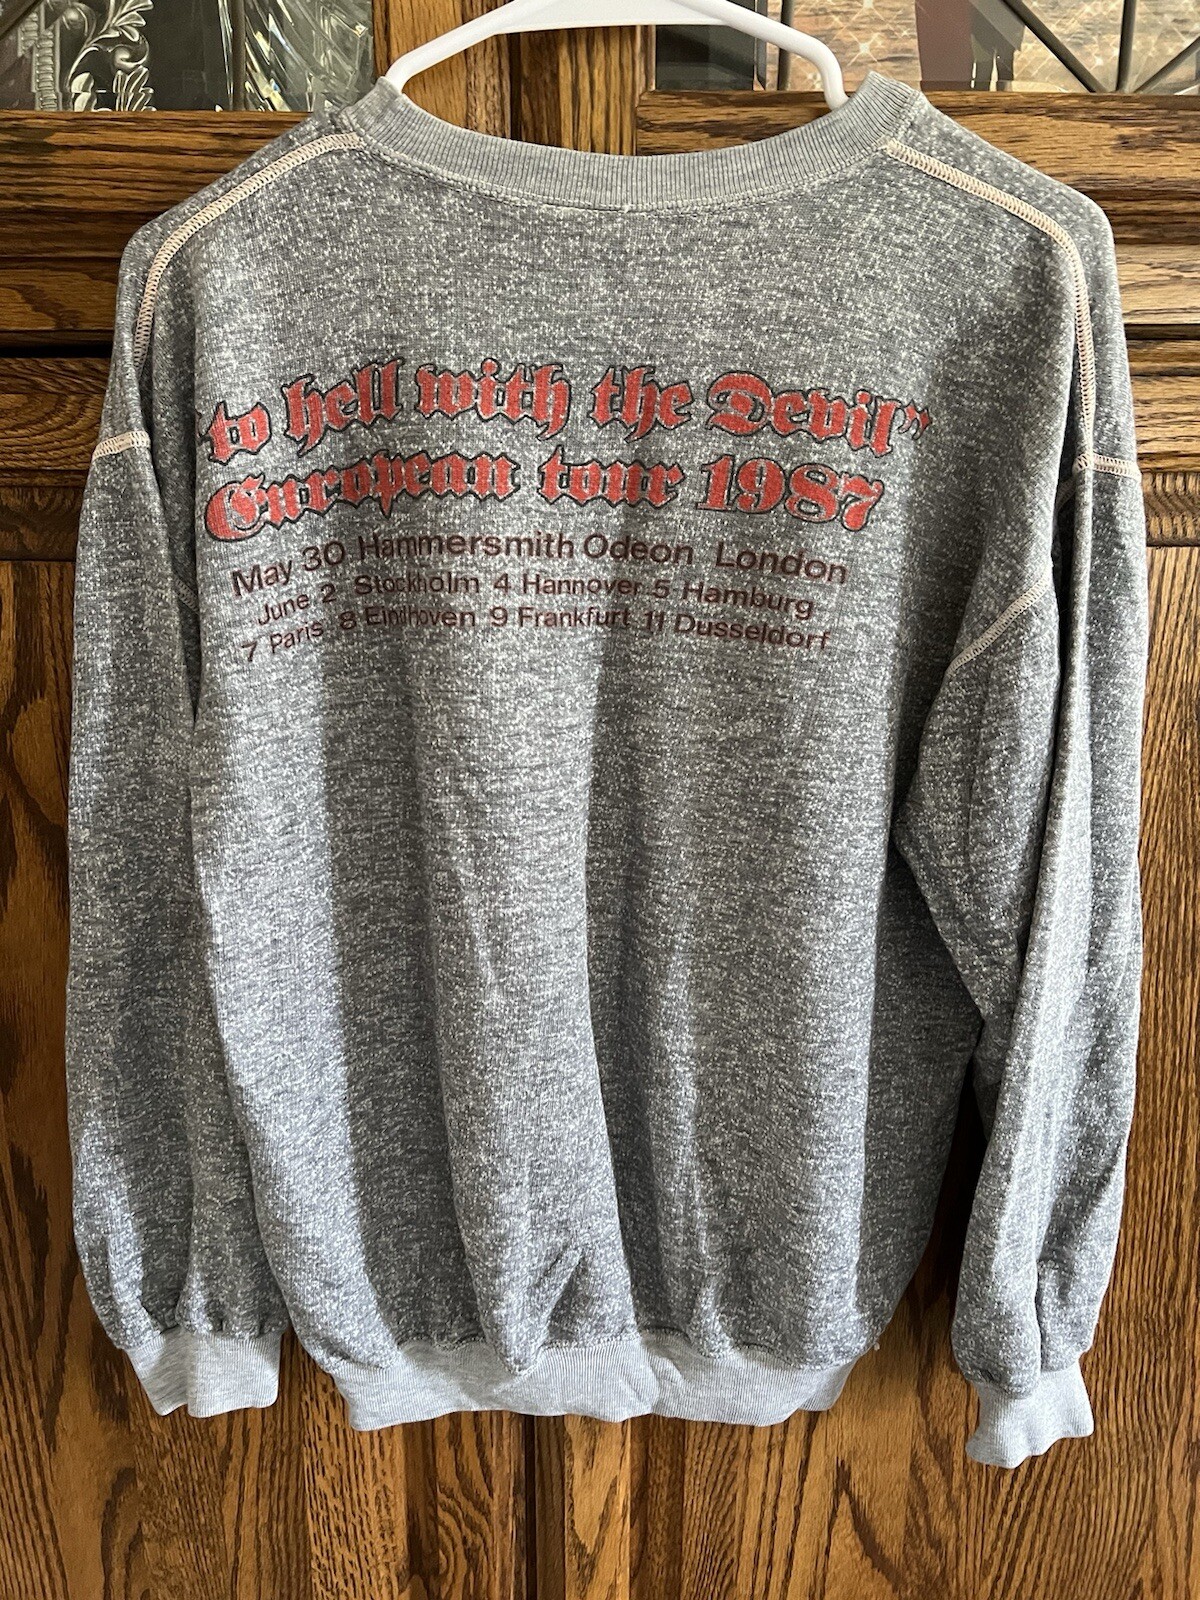 "to hell with the Devil"
European tour 1987
May 30 Hammersmith Odeon London
June 2 Stockholm 4 Hannover 5 Hamburg
7 Paris 8 Eindhoven 9 Frankfurt 11 Dusseldorf